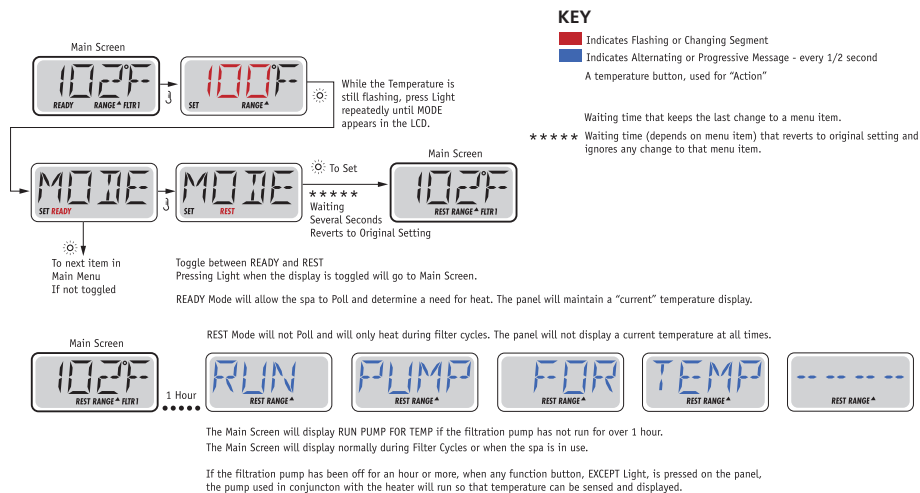 KEY
Indicates Flashing or Changing Segment
Indicates Alternating or Progressive Message - every 1/2 second
A temperature button, used for “Action”
Waiting time that keeps the last change to a menu item.
***** Waiting time (depends on menu item) that reverts to original setting and
ignores any change to that menu item.
Main Screen
102°F
READY RANGE FLTR1
100°F
SET RANGE
While the Temperature is
still flashing, press Light
repeatedly until MODE
appears in the LCD.
MODE
SET READY
MODE
SET REST
To Set
*****
Waiting
Several Seconds
Reverts to Original Setting
Main Screen
102°F
REST RANGE FLTR1
To next item in
Main Menu
If not toggled
Toggle between READY and REST
Pressing Light when the display is toggled will go to Main Screen.
READY Mode will allow the spa to Poll and determine a need for heat. The panel will maintain a “current” temperature display.
REST Mode will not Poll and will only heat during filter cycles. The panel will not display a current temperature at all times.
Main Screen
102°F
REST RANGE FLTR1
1 Hour
RUN
REST RANGE
PUMP
REST RANGE
FOR
REST RANGE
TEMP
REST RANGE
-- -- -- --
REST RANGE
The Main Screen will display RUN PUMP FOR TEMP if the filtration pump has not run for over 1 hour.
The Main Screen will display normally during Filter Cycles or when the spa is in use.
If the filtration pump has been off for an hour or more, when any function button, EXCEPT Light, is pressed on the panel,
the pump used in conjuncton with the heater will run so that temperature can be sensed and displayed.